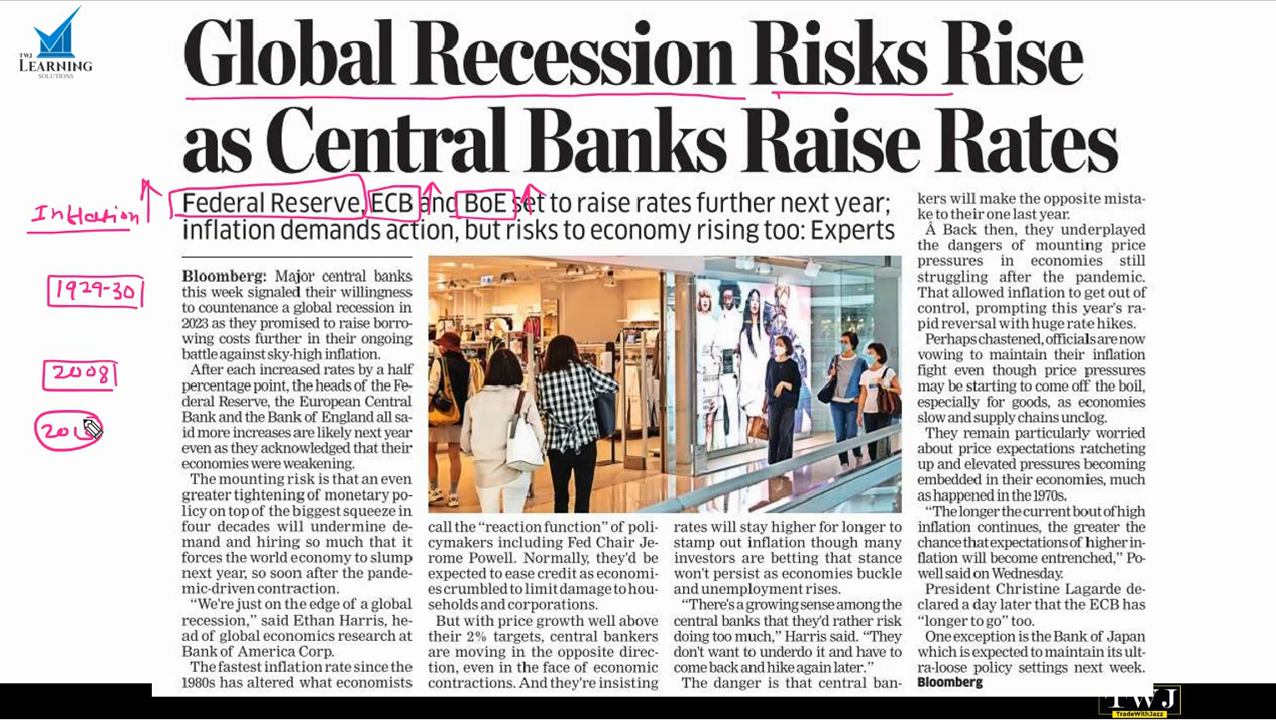 TWJ
LEARNING
SOLUTIONS
Global Recession Risks Rise
as Central Banks Raise Rates
Inflation
1929-30
2008
Federal Reserve, ECB and BoE set to raise rates further next year;
inflation demands action, but risks to economy rising too: Experts
Bloomberg: Major central banks
this week signaled their willingness
to countenance a global recession in
2023 as they promised to raise borro-
wing costs further in their ongoing
battle against sky-high inflation.
After each increased rates by a half
percentage point, the heads of the Fe-
deral Reserve, the European Central
Bank and the Bank of England all sa-
id more increases are likely next year
even as they acknowledged that their
economies were weakening.
The mounting risk is that an even
greater tightening of monetary po-
licy on top of the biggest squeeze in
four decades will undermine de-
mand and hiring so much that it
forces the world economy to slump
next year, so soon after the pande-
mic-driven contraction.
"We're just on the edge of a global
recession," said Ethan Harris, he-
ad of global economics research at
Bank of America Corp.
The fastest inflation rate since the
1980s has altered what economists
call the "reaction function" of poli-
cymakers including Fed Chair Je-
rome Powell. Normally, they'd be
expected to ease credit as economi-
es crumbled to limit damage to hou-
seholds and corporations.
But with price growth well above
their 2% targets, central bankers
are moving in the opposite direc-
tion, even in the face of economic
contractions. And they're insisting
rates will stay higher for longer to
stamp out inflation though many
investors are betting that stance
won't persist as economies buckle
and unemployment rises.
"There's a growing sense among the
central banks that they'd rather risk
doing too much," Harris said. "They
don't want to underdo it and have to
come back and hike again later."
The danger is that central ban-
kers will make the opposite mista-
ke to their one last year.
Â Back then, they underplayed
the dangers of mounting price
pressures in economies still
struggling after the pandemic.
That allowed inflation to get out of
control, prompting this year's ra-
pid reversal with huge rate hikes.
Perhaps chastened, officials are now
vowing to maintain their inflation
fight even though price pressures
may be starting to come off the boil,
especially for goods, as economies
slow and supply chains unclog.
They remain particularly worried
about price expectations ratcheting
up and elevated pressures becoming
embedded in their economies, much
as happened in the 1970s.
"The longer the current bout of high
inflation continues, the greater the
chance that expectations of higher in-
flation will become entrenched," Po-
well said on Wednesday.
President Christine Lagarde de-
clared a day later that the ECB has
"longer to go" too.
One exception is the Bank of Japan
which is expected to maintain its ult-
ra-loose policy settings next week.
Bloomberg
TWJ
TradeWithJazz